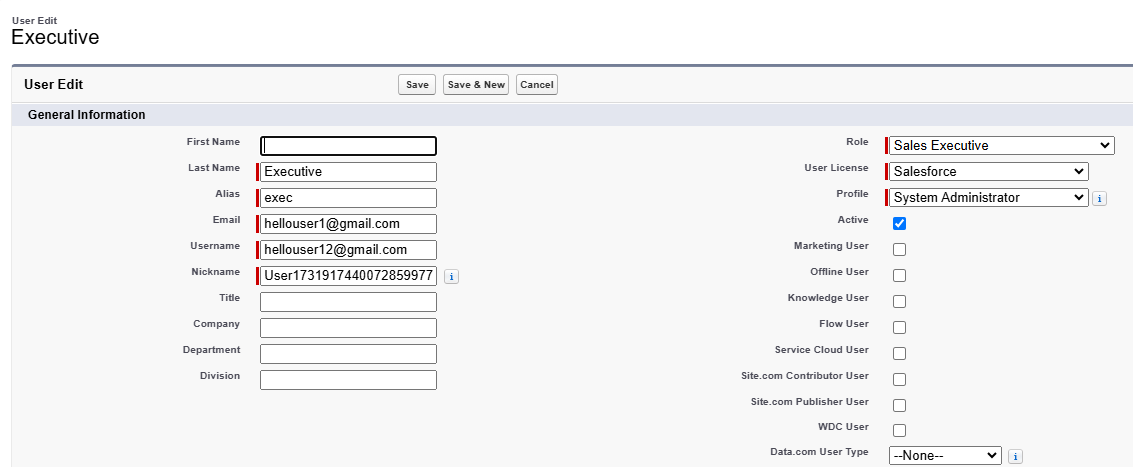 User Edit
Executive
User Edit
Save
Save & New
Cancel
General Information
First Name
Last Name Executive
Alias exec
Email hellouser1@gmail.com
Username hellouser12@gmail.com
Nickname User1731917440072859977 i
Title
Company
Department
Division
Role Sales Executive
User License Salesforce
Profile System Administrator i
Active
Marketing User
Offline User
Knowledge User
Flow User
Service Cloud User
Site.com Contributor User
Site.com Publisher User
WDC User
Data.com User Type --None-- i